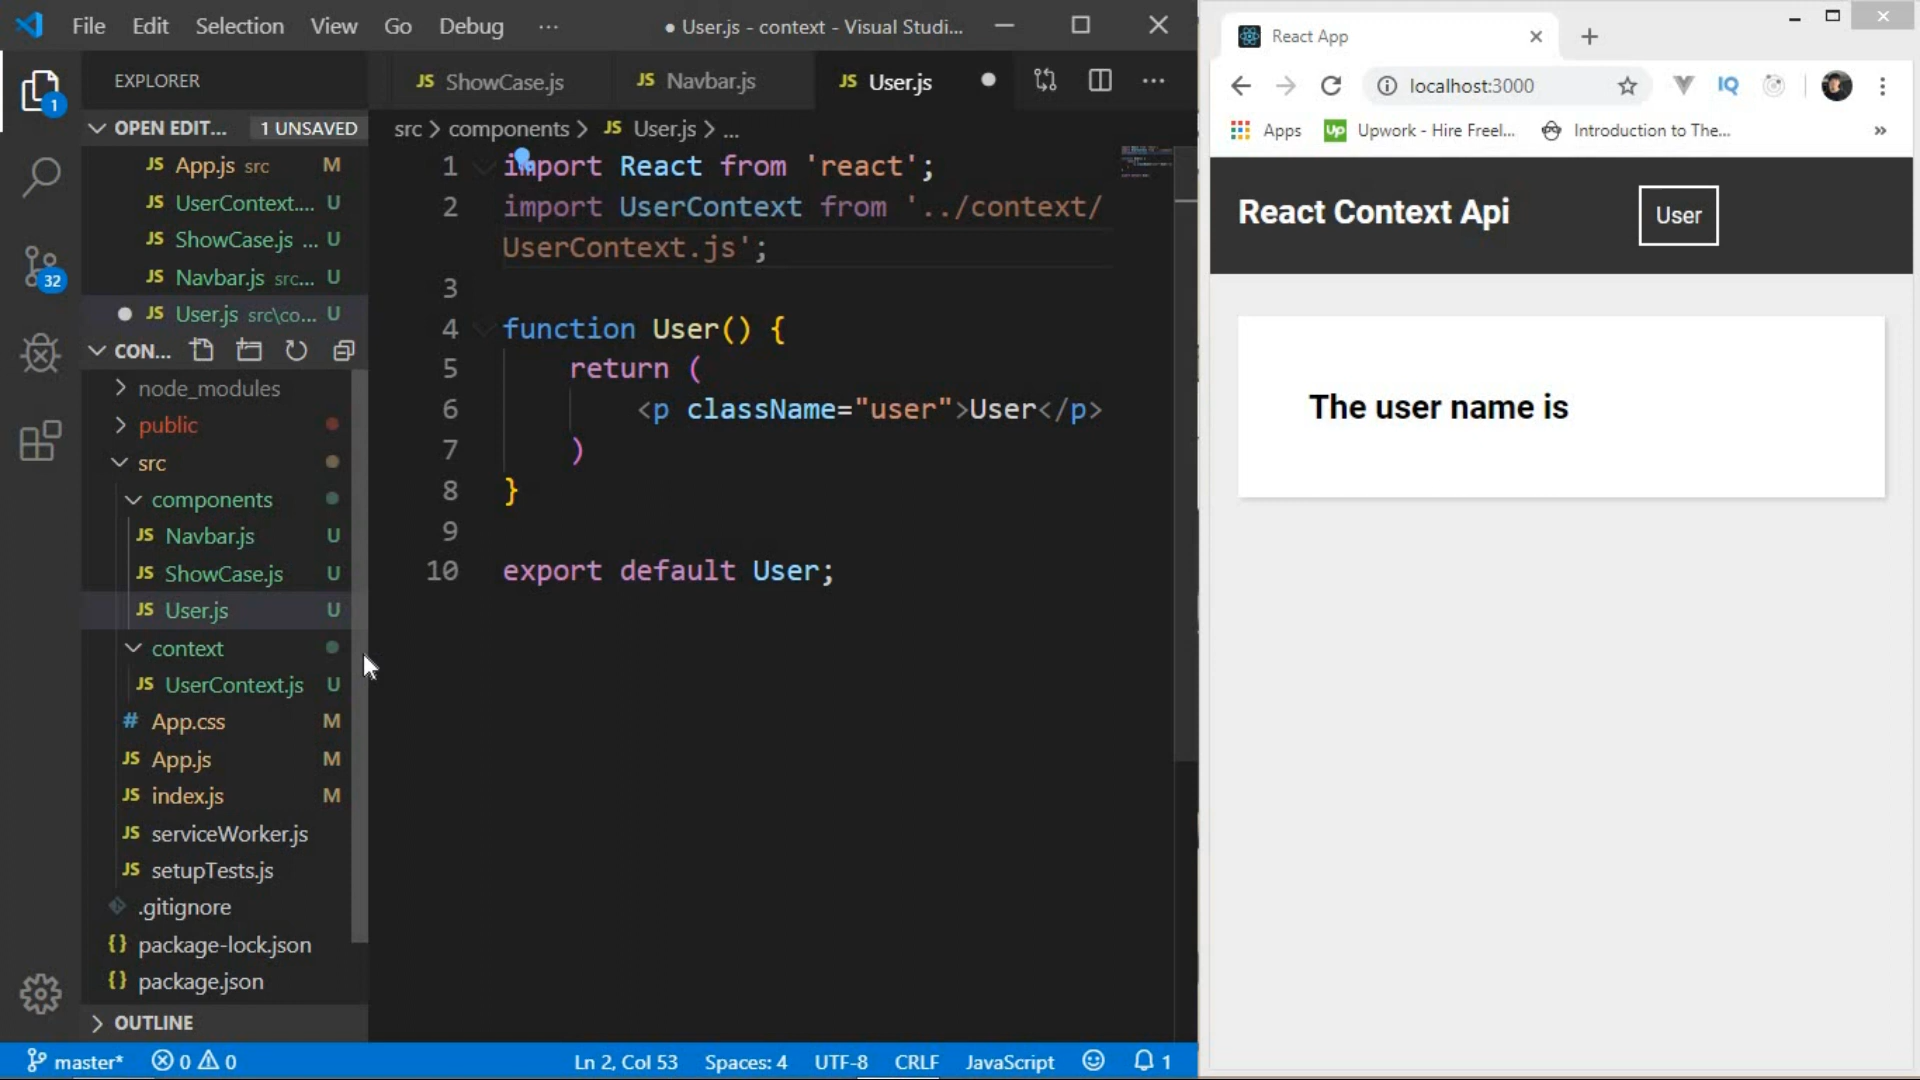 File Edit Selection View Go Debug ··· ● User.js - context - Visual Studi...
EXPLORER
OPEN EDIT... 1 UNSAVED
JS App.js src M
JS UserContext.... U
JS ShowCase.js ... U
JS Navbar.js src... U
JS User.js src\co... U
CON...
node_modules
public
src
components
JS Navbar.js U
JS ShowCase.js U
JS User.js U
context
JS UserContext.js U
# App.css M
JS App.js M
JS index.js M
JS serviceWorker.js
JS setupTests.js
.gitignore
{} package-lock.json
{} package.json
OUTLINE
1
32
JS ShowCase.js JS Navbar.js JS User.js ● ···
src > components > JS User.js > ...
1 import React from 'react';
2 import UserContext from '../context/
UserContext.js';
3
4 function User() {
5 return (
6 <p className="user">User</p>
7 )
8 }
9
10 export default User;
master* 0 0 Ln 2, Col 53 Spaces: 4 UTF-8 CRLF JavaScript 1
React App
localhost:3000 IQ
Apps Up Upwork - Hire Freel... Introduction to The... »
React Context Api User
The user name is